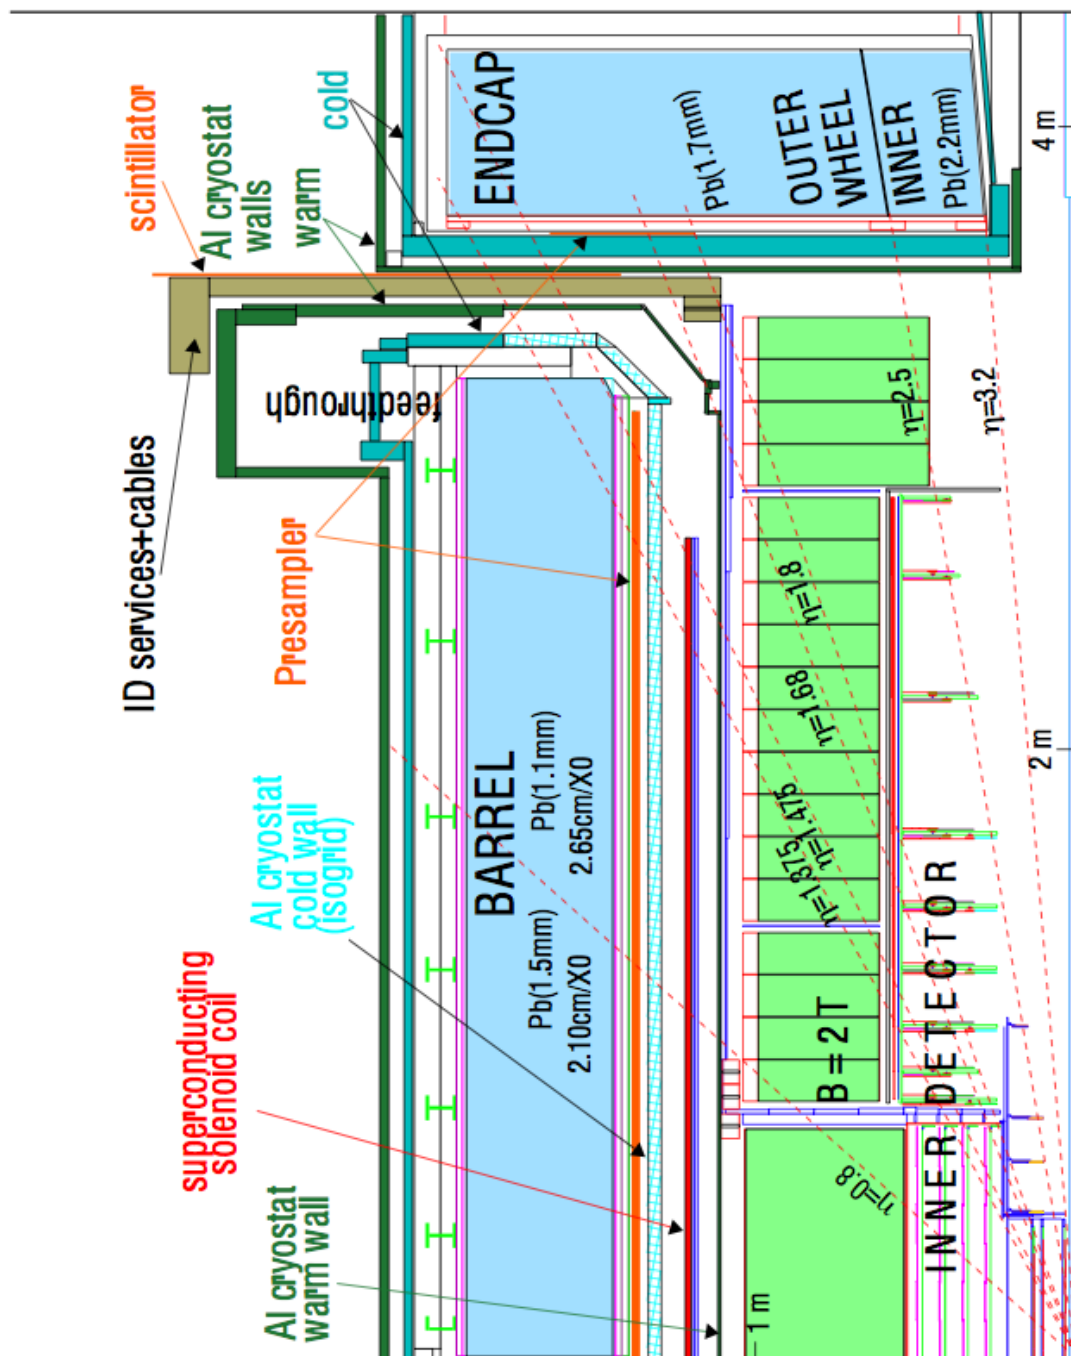 scintillator
Al cryostat
walls
warm
cold
ENDCAP
Pb(1.7mm)
OUTER
WHEEL
INNER
Pb(2.2mm)
4 m
feedthrough
ID services+cables
Presampler
η=2.5
η=3.2
η=1.8
η=1.68
η=1.475
η=1.375
2 m
Al cryostat
cold wall
(isogrid)
BARREL
Pb(1.5mm)
2.10cm/X0
Pb(1.1mm)
2.65cm/X0
superconducting
solenoid coil
B = 2 T
INNER DETECTOR
η=0.8
Al cryostat
warm wall
1 m